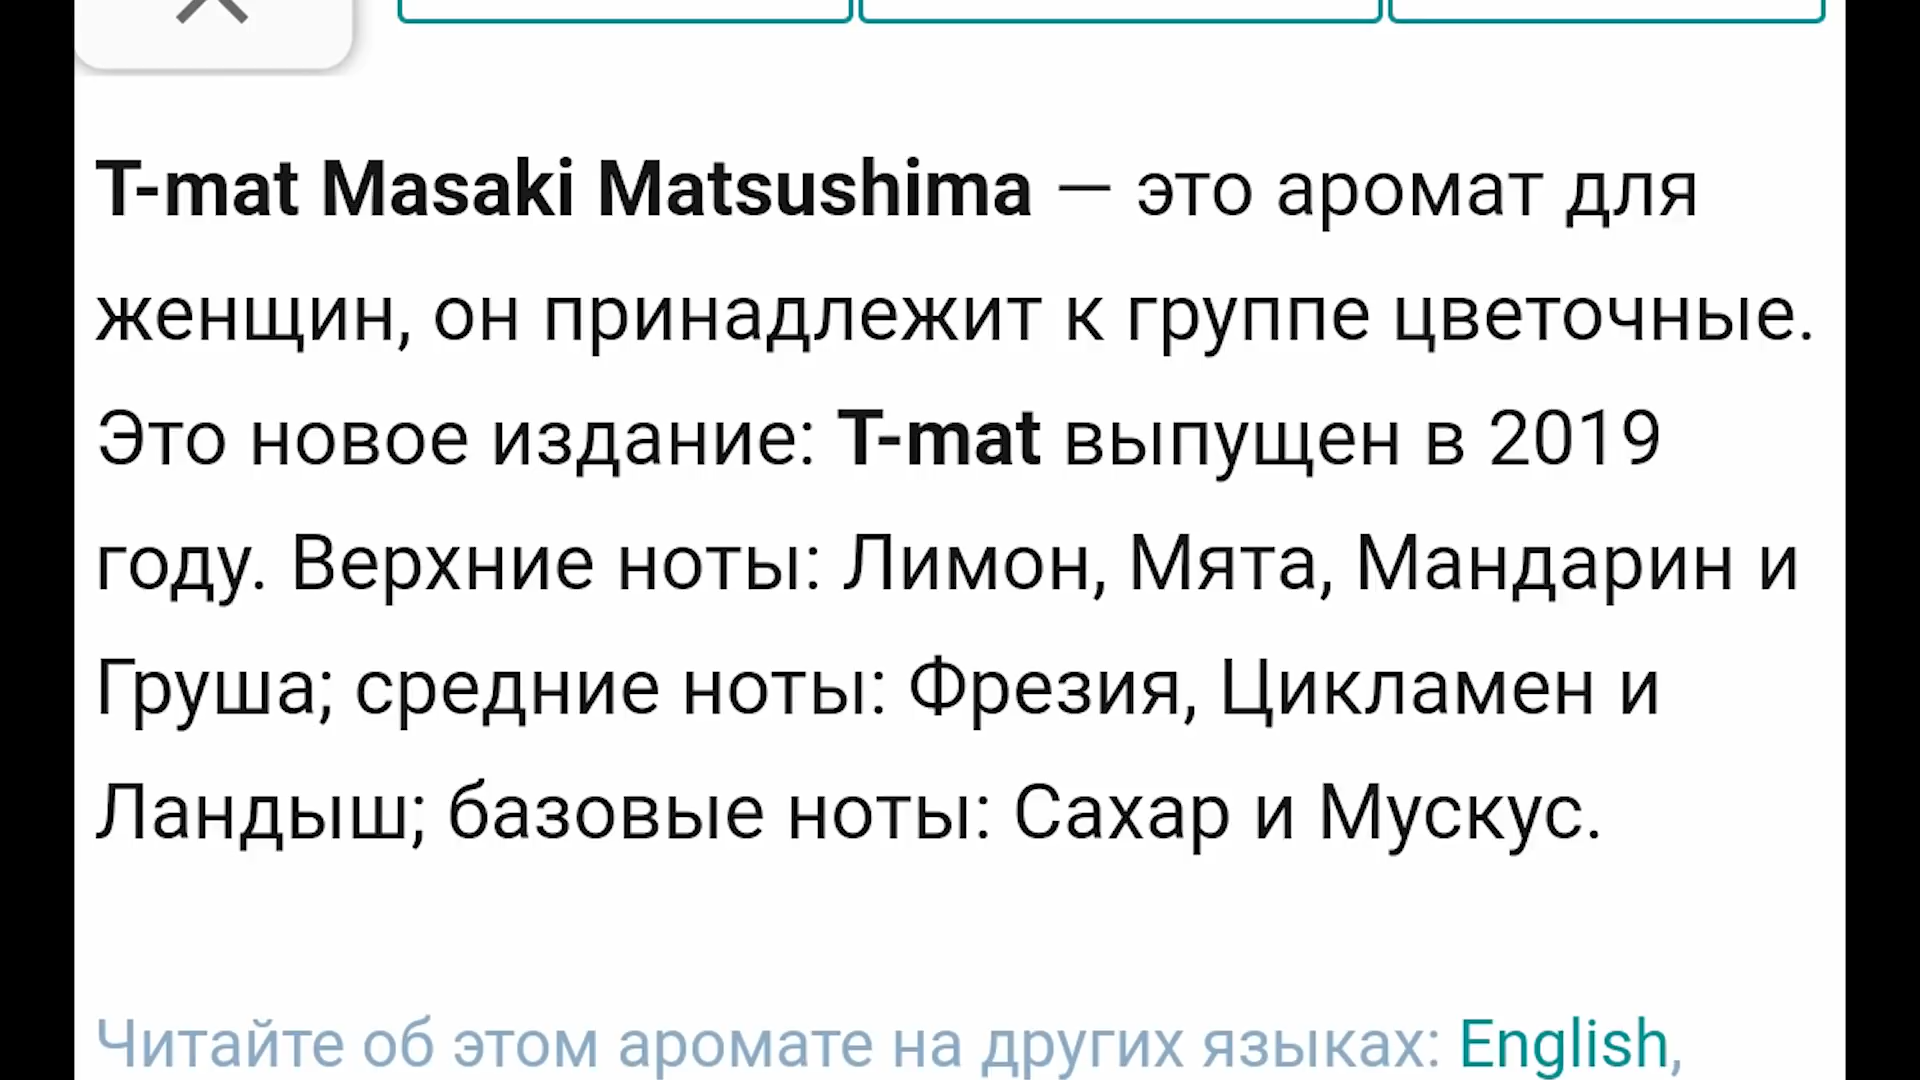 T-mat Masaki Matsushima — это аромат для
женщин, он принадлежит к группе цветочные.
Это новое издание: T-mat выпущен в 2019
году. Верхние ноты: Лимон, Мята, Мандарин и
Груша; средние ноты: Фрезия, Цикламен и
Ландыш; базовые ноты: Сахар и Мускус.
Читайте об этом аромате на других языках: English,